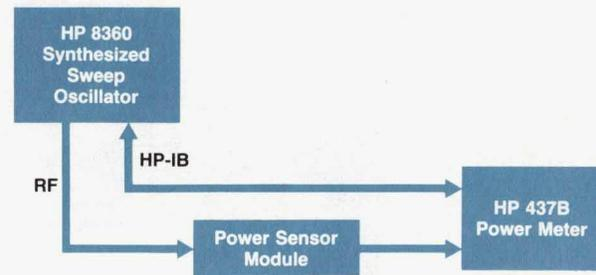 HP 8360
Synthesized
Sweep
Oscillator
HP-IB
RF
HP 437B
Power Meter
Power Sensor
Module